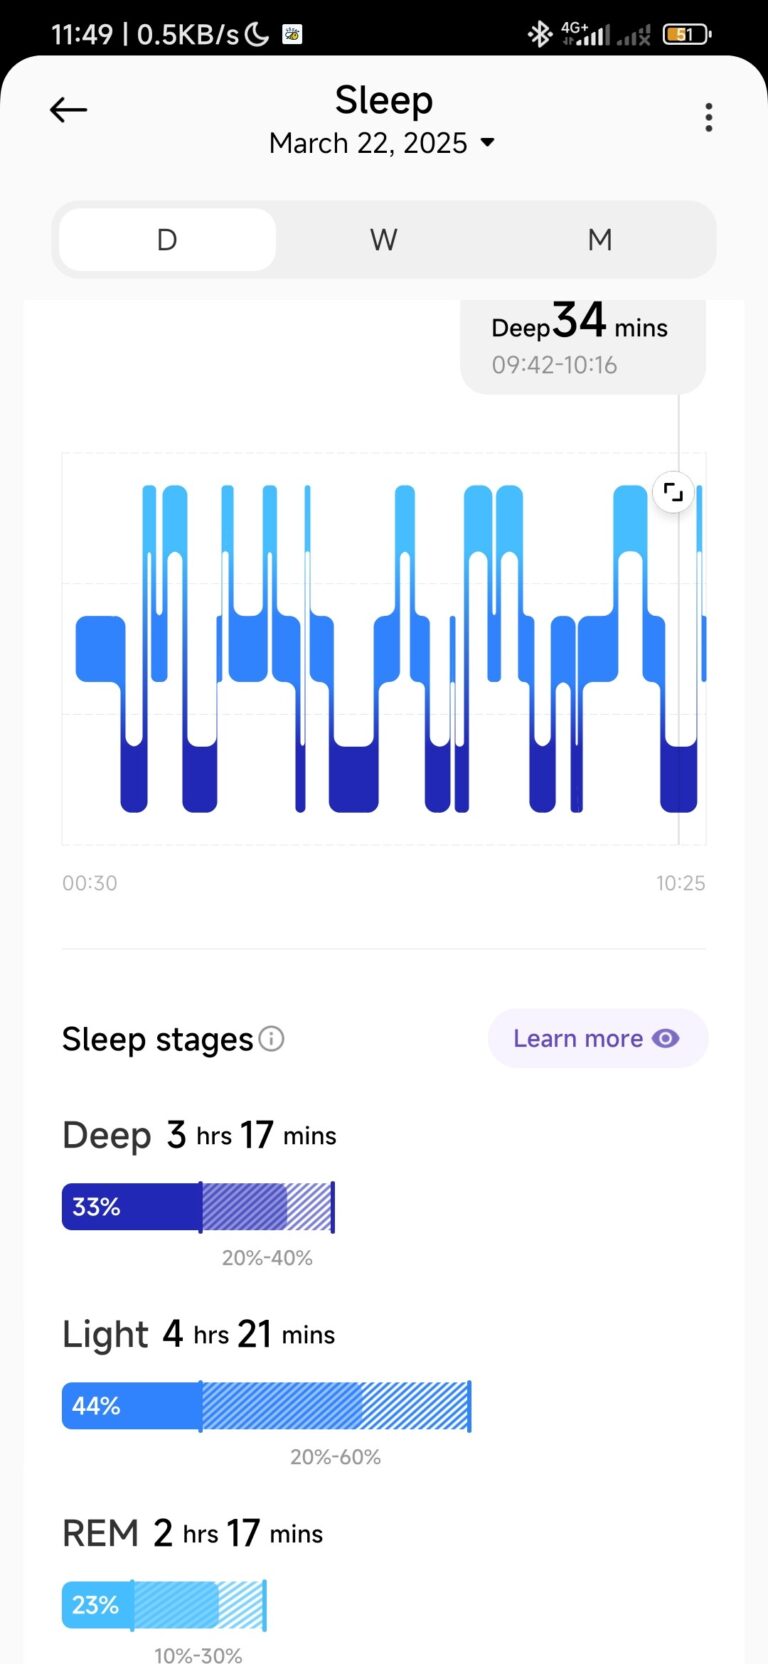 11:49 | 0.5KB/s 4G+ 51
Sleep
March 22, 2025
D W M
Deep 34 mins
09:42-10:16
00:30 10:25
Sleep stages Learn more
Deep 3 hrs 17 mins
33%
20%-40%
Light 4 hrs 21 mins
44%
20%-60%
REM 2 hrs 17 mins
23%
10%-30%